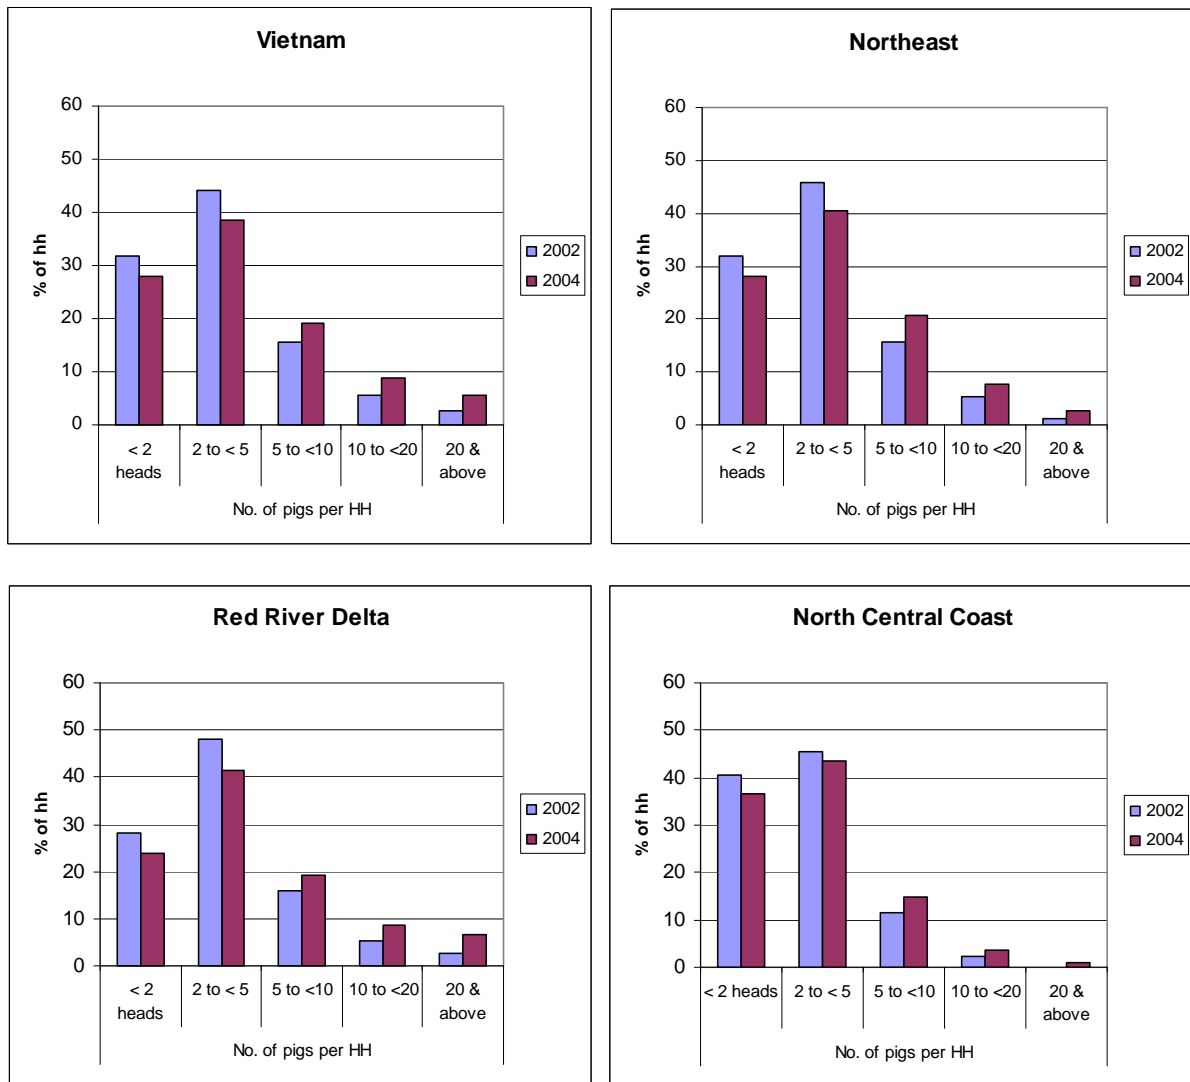 Vietnam
60
50
40
30
20
10
0
% of hh
< 2 heads
2 to < 5
5 to <10
10 to <20
20 & above
No. of pigs per HH
2002
2004
Northeast
60
50
40
30
20
10
0
% of hh
< 2 heads
2 to < 5
5 to <10
10 to <20
20 & above
No. of pigs per HH
2002
2004
Red River Delta
60
50
40
30
20
10
0
% of hh
< 2 heads
2 to < 5
5 to <10
10 to <20
20 & above
No. of pigs per HH
2002
2004
North Central Coast
60
50
40
30
20
10
0
% of hh
< 2 heads
2 to < 5
5 to <10
10 to <20
20 & above
No. of pigs per HH
2002
2004